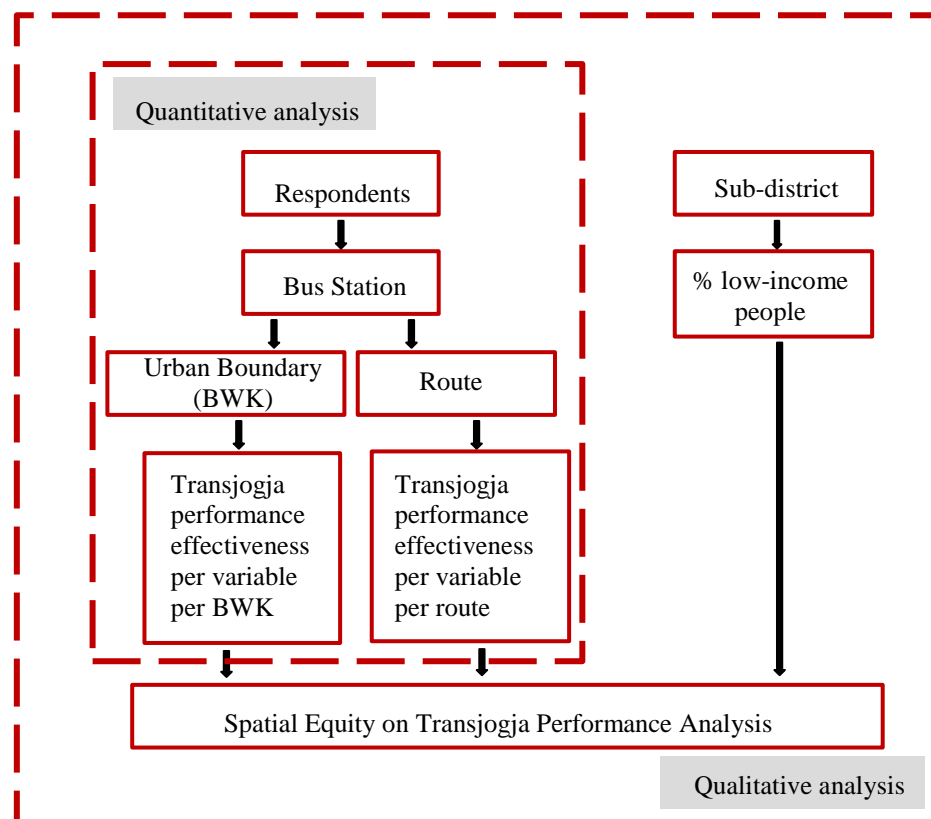 Quantitative analysis
Respondents
Sub-district
Bus Station
% low-income
people
Urban Boundary
(BWK)
Route
Transjogja
performance
effectiveness
per variable
per BWK
Transjogja
performance
effectiveness
per variable
per route
Spatial Equity on Transjogja Performance Analysis
Qualitative analysis